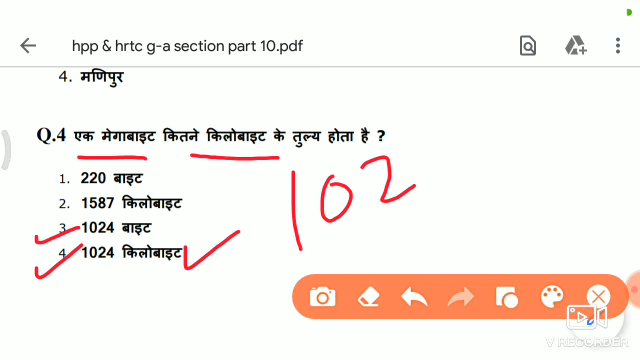 hpp & hrtc g-a section part 10.pdf
4. मणिपुर
Q.4 एक मेगाबाइट कितने किलोबाइट के तुल्य होता है ?
1. 220 बाइट
2. 1587 किलोबाइट
3. 1024 बाइट
4. 1024 किलोबाइट
102
V RECORDER